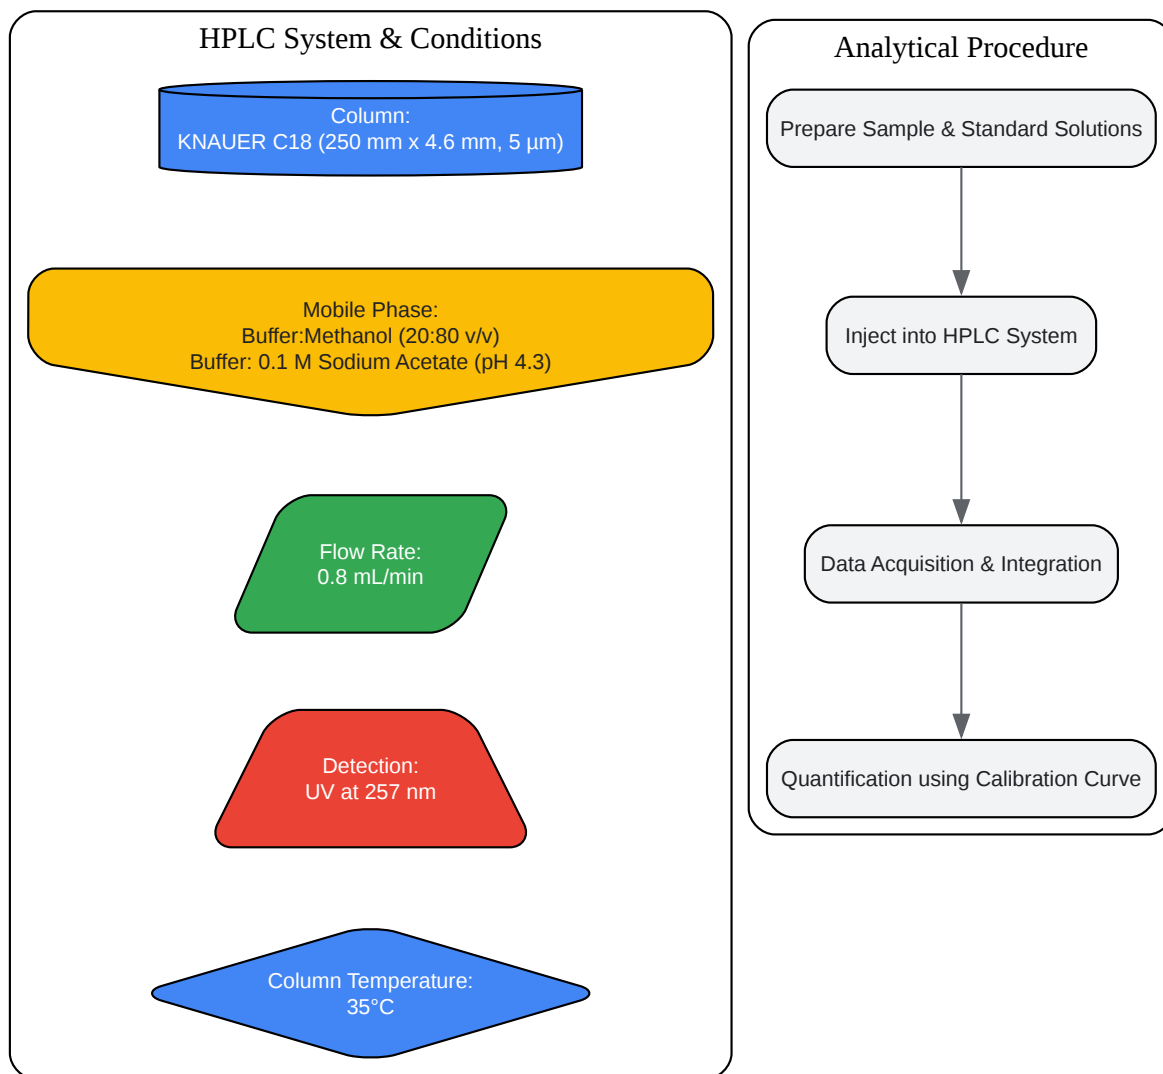 HPLC System & Conditions
Column:
KNAUER C18 (250 mm x 4.6 mm, 5 µm)
Mobile Phase:
Buffer:Methanol (20:80 v/v)
Buffer: 0.1 M Sodium Acetate (pH 4.3)
Flow Rate:
0.8 mL/min
Detection:
UV at 257 nm
Column Temperature:
35°C
Analytical Procedure
Prepare Sample & Standard Solutions
Inject into HPLC System
Data Acquisition & Integration
Quantification using Calibration Curve